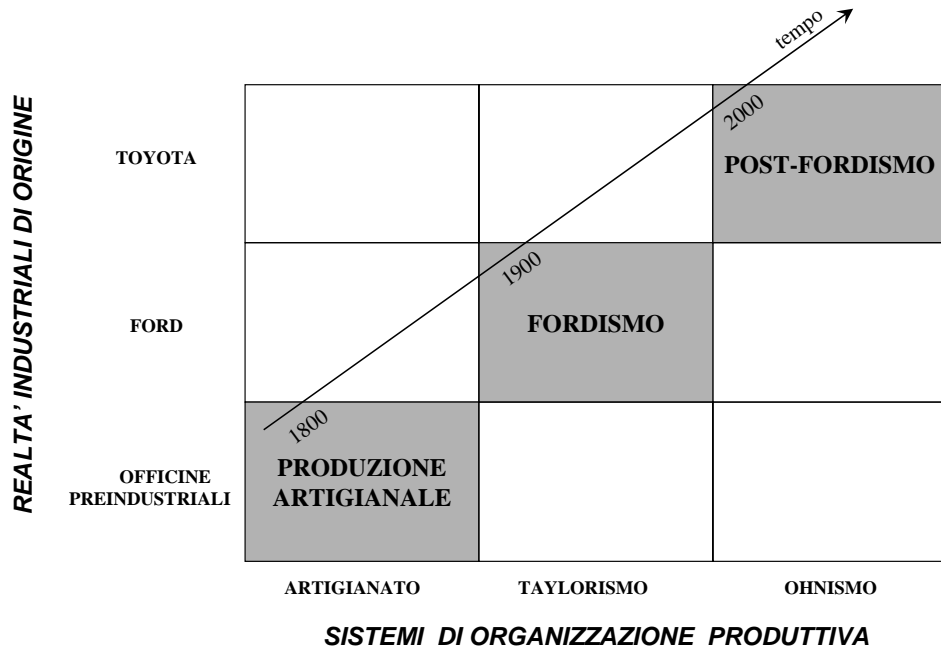 tempo
REALTA’ INDUSTRIALI DI ORIGINE
TOYOTA
2000
POST-FORDISMO
1900
FORD
FORDISMO
1800
OFFICINE
PREINDUSTRIALI
PRODUZIONE
ARTIGIANALE
ARTIGIANATO
TAYLORISMO
OHNISMO
SISTEMI DI ORGANIZZAZIONE PRODUTTIVA